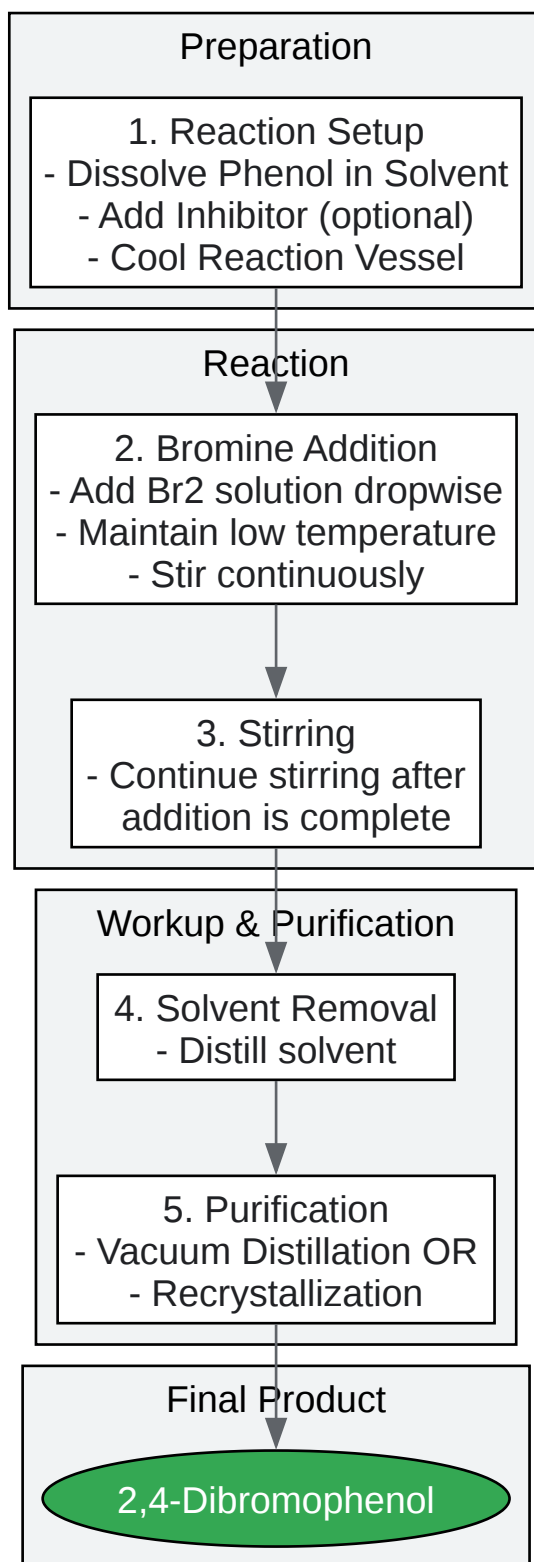 Preparation
1. Reaction Setup
- Dissolve Phenol in Solvent
- Add Inhibitor (optional)
- Cool Reaction Vessel
Reaction
2. Bromine Addition
- Add Br2 solution dropwise
- Maintain low temperature
- Stir continuously
3. Stirring
- Continue stirring after
addition is complete
Workup & Purification
4. Solvent Removal
- Distill solvent
5. Purification
- Vacuum Distillation OR
- Recrystallization
Final Product
2,4-Dibromophenol